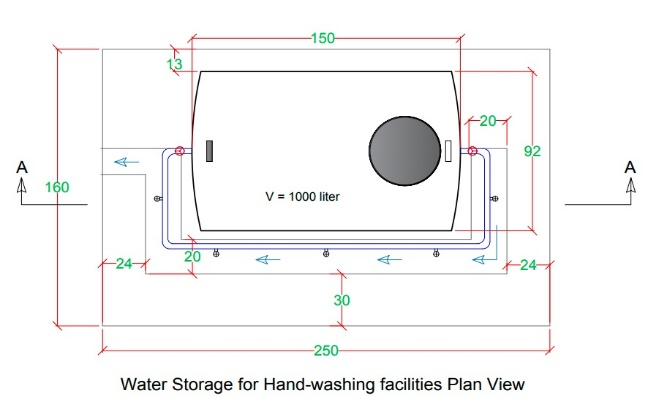 150
13
20
A
92
A
160
V = 1000 liter
20
24
24
30
250
Water Storage for Hand-washing facilities Plan View